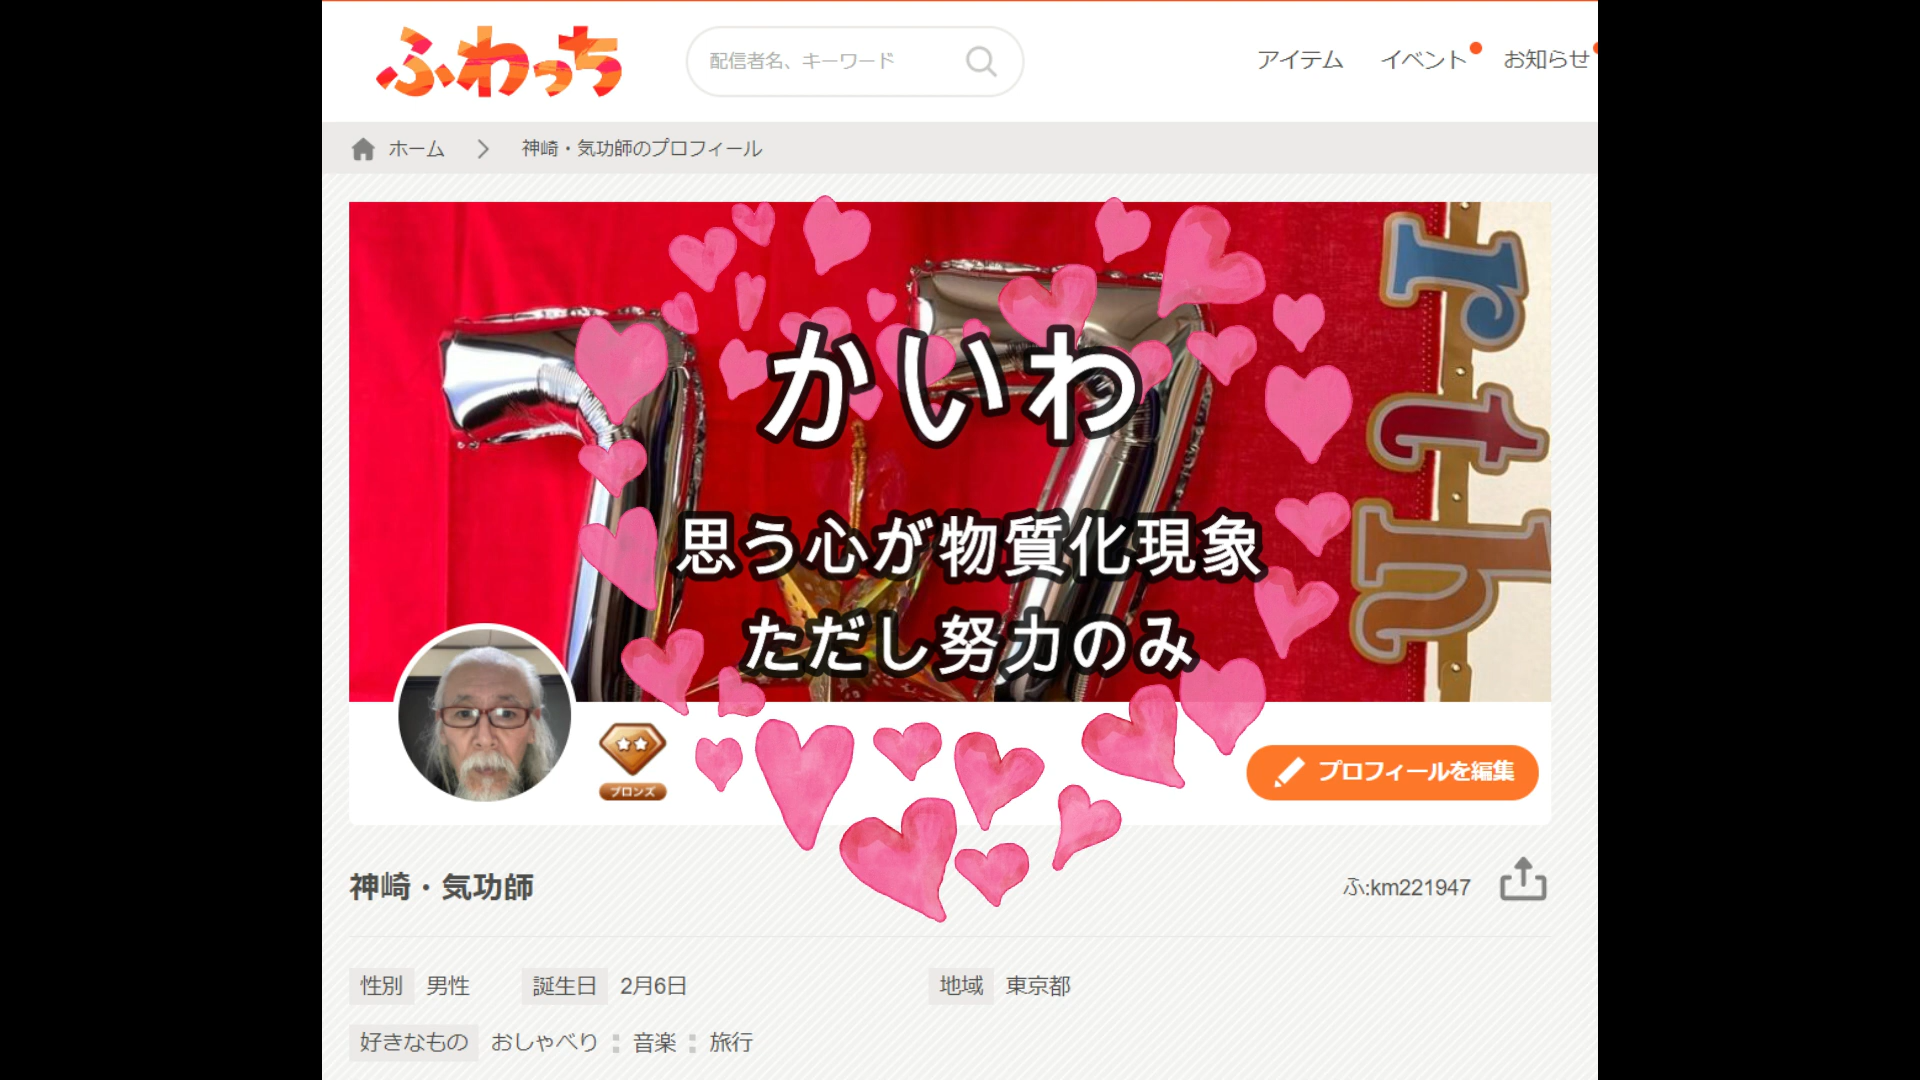 ふわっち
配信者名、キーワード
アイテム イベント お知らせ
ホーム 神崎・気功師のプロフィール
77
rth
かいわ
思う心が物質化現象
ただし努力のみ
ブロンズ
プロフィールを編集
神崎・気功師
ふ:km221947
性別 男性 誕生日 2月6日 地域 東京都
好きなもの おしゃべり 音楽 旅行